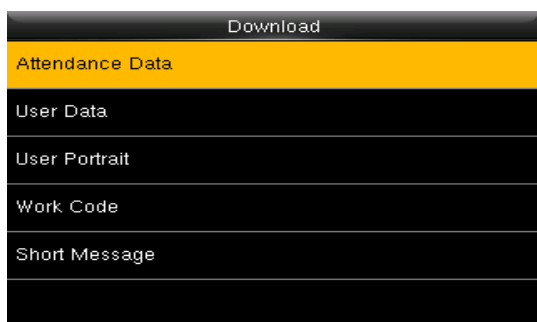 Download
Attendance Data
User Data
User Portrait
Work Code
Short Message